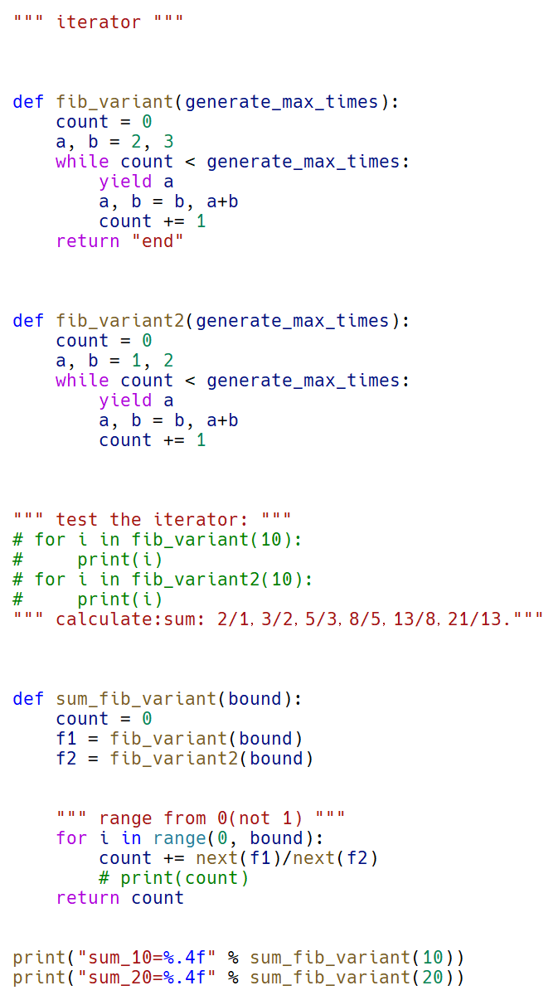 """ iterator """
def fib_variant(generate_max_times):
    count = 0
    a, b = 2, 3
    while count < generate_max_times:
        yield a
        a, b = b, a+b
        count += 1
    return "end"
def fib_variant2(generate_max_times):
    count = 0
    a, b = 1, 2
    while count < generate_max_times:
        yield a
        a, b = b, a+b
        count += 1
""" test the iterator: """
# for i in fib_variant(10):
#     print(i)
# for i in fib_variant2(10):
#     print(i)
""" calculate:sum: 2/1, 3/2, 5/3, 8/5, 13/8, 21/13."""
def sum_fib_variant(bound):
    count = 0
    f1 = fib_variant(bound)
    f2 = fib_variant2(bound)
    """ range from 0(not 1) """
    for i in range(0, bound):
        count += next(f1)/next(f2)
        # print(count)
    return count
print("sum_10=%.4f" % sum_fib_variant(10))
print("sum_20=%.4f" % sum_fib_variant(20))